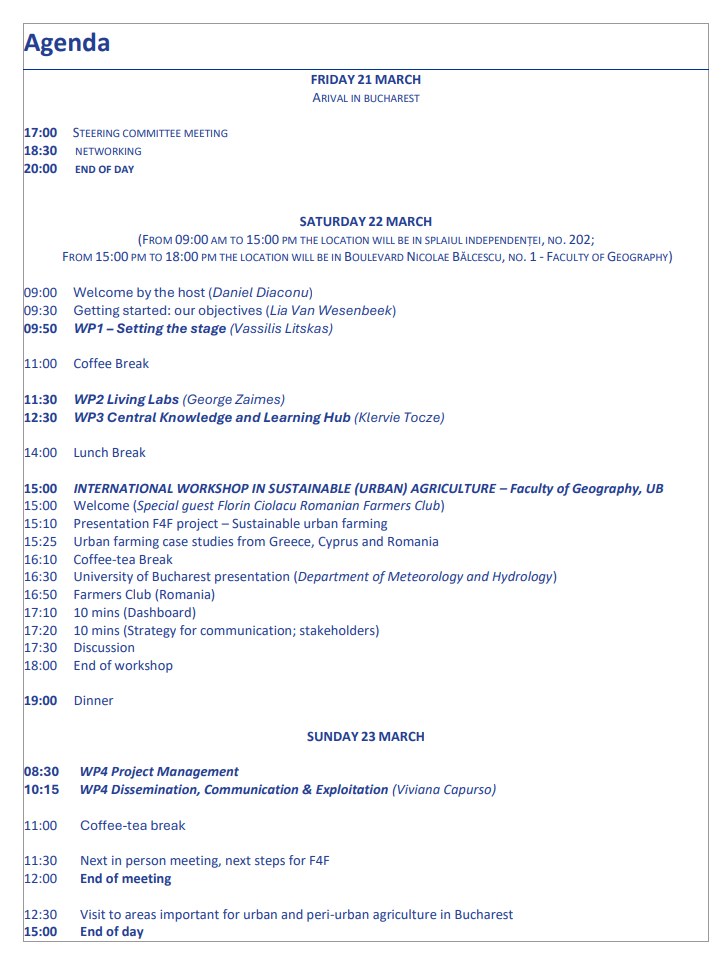 Agenda
FRIDAY 21 MARCH
ARIVAL IN BUCHAREST
17:00 STEERING COMMITTEE MEETING
18:30 NETWORKING
20:00 END OF DAY
SATURDAY 22 MARCH
(FROM 09:00 AM TO 15:00 PM THE LOCATION WILL BE IN SPLAIUL INDEPENDENȚEI, NO. 202;
FROM 15:00 PM TO 18:00 PM THE LOCATION WILL BE IN BOULEVARD NICOLAE BĂLCESCU, NO. 1 - FACULTY OF GEOGRAPHY)
09:00 Welcome by the host (Daniel Diaconu)
09:30 Getting started: our objectives (Lia Van Wesenbeek)
09:50 WP1 – Setting the stage (Vassilis Litskas)
11:00 Coffee Break
11:30 WP2 Living Labs (George Zaimes)
12:30 WP3 Central Knowledge and Learning Hub (Klervie Tocze)
14:00 Lunch Break
15:00 INTERNATIONAL WORKSHOP IN SUSTAINABLE (URBAN) AGRICULTURE – Faculty of Geography, UB
15:00 Welcome (Special guest Florin Ciolacu Romanian Farmers Club)
15:10 Presentation F4F project – Sustainable urban farming
15:25 Urban farming case studies from Greece, Cyprus and Romania
16:10 Coffee-tea Break
16:30 University of Bucharest presentation (Department of Meteorology and Hydrology)
16:50 Farmers Club (Romania)
17:10 10 mins (Dashboard)
17:20 10 mins (Strategy for communication; stakeholders)
17:30 Discussion
18:00 End of workshop
19:00 Dinner
SUNDAY 23 MARCH
08:30 WP4 Project Management
10:15 WP4 Dissemination, Communication & Exploitation (Viviana Capurso)
11:00 Coffee-tea break
11:30 Next in person meeting, next steps for F4F
12:00 End of meeting
12:30 Visit to areas important for urban and peri-urban agriculture in Bucharest
15:00 End of day